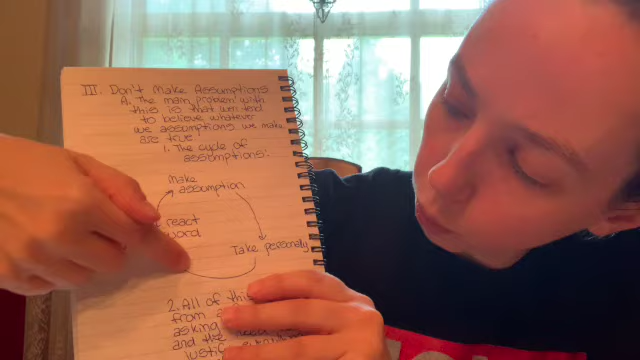 III. Don't Make Assumptions
A. The main problem with
this is that we tend
to believe whatever
we assumptions we make
are true.
1. The cycle of
assumptions:
Make
assumption
react
word
Take personally
2. All of this
from
asking
and the
justif